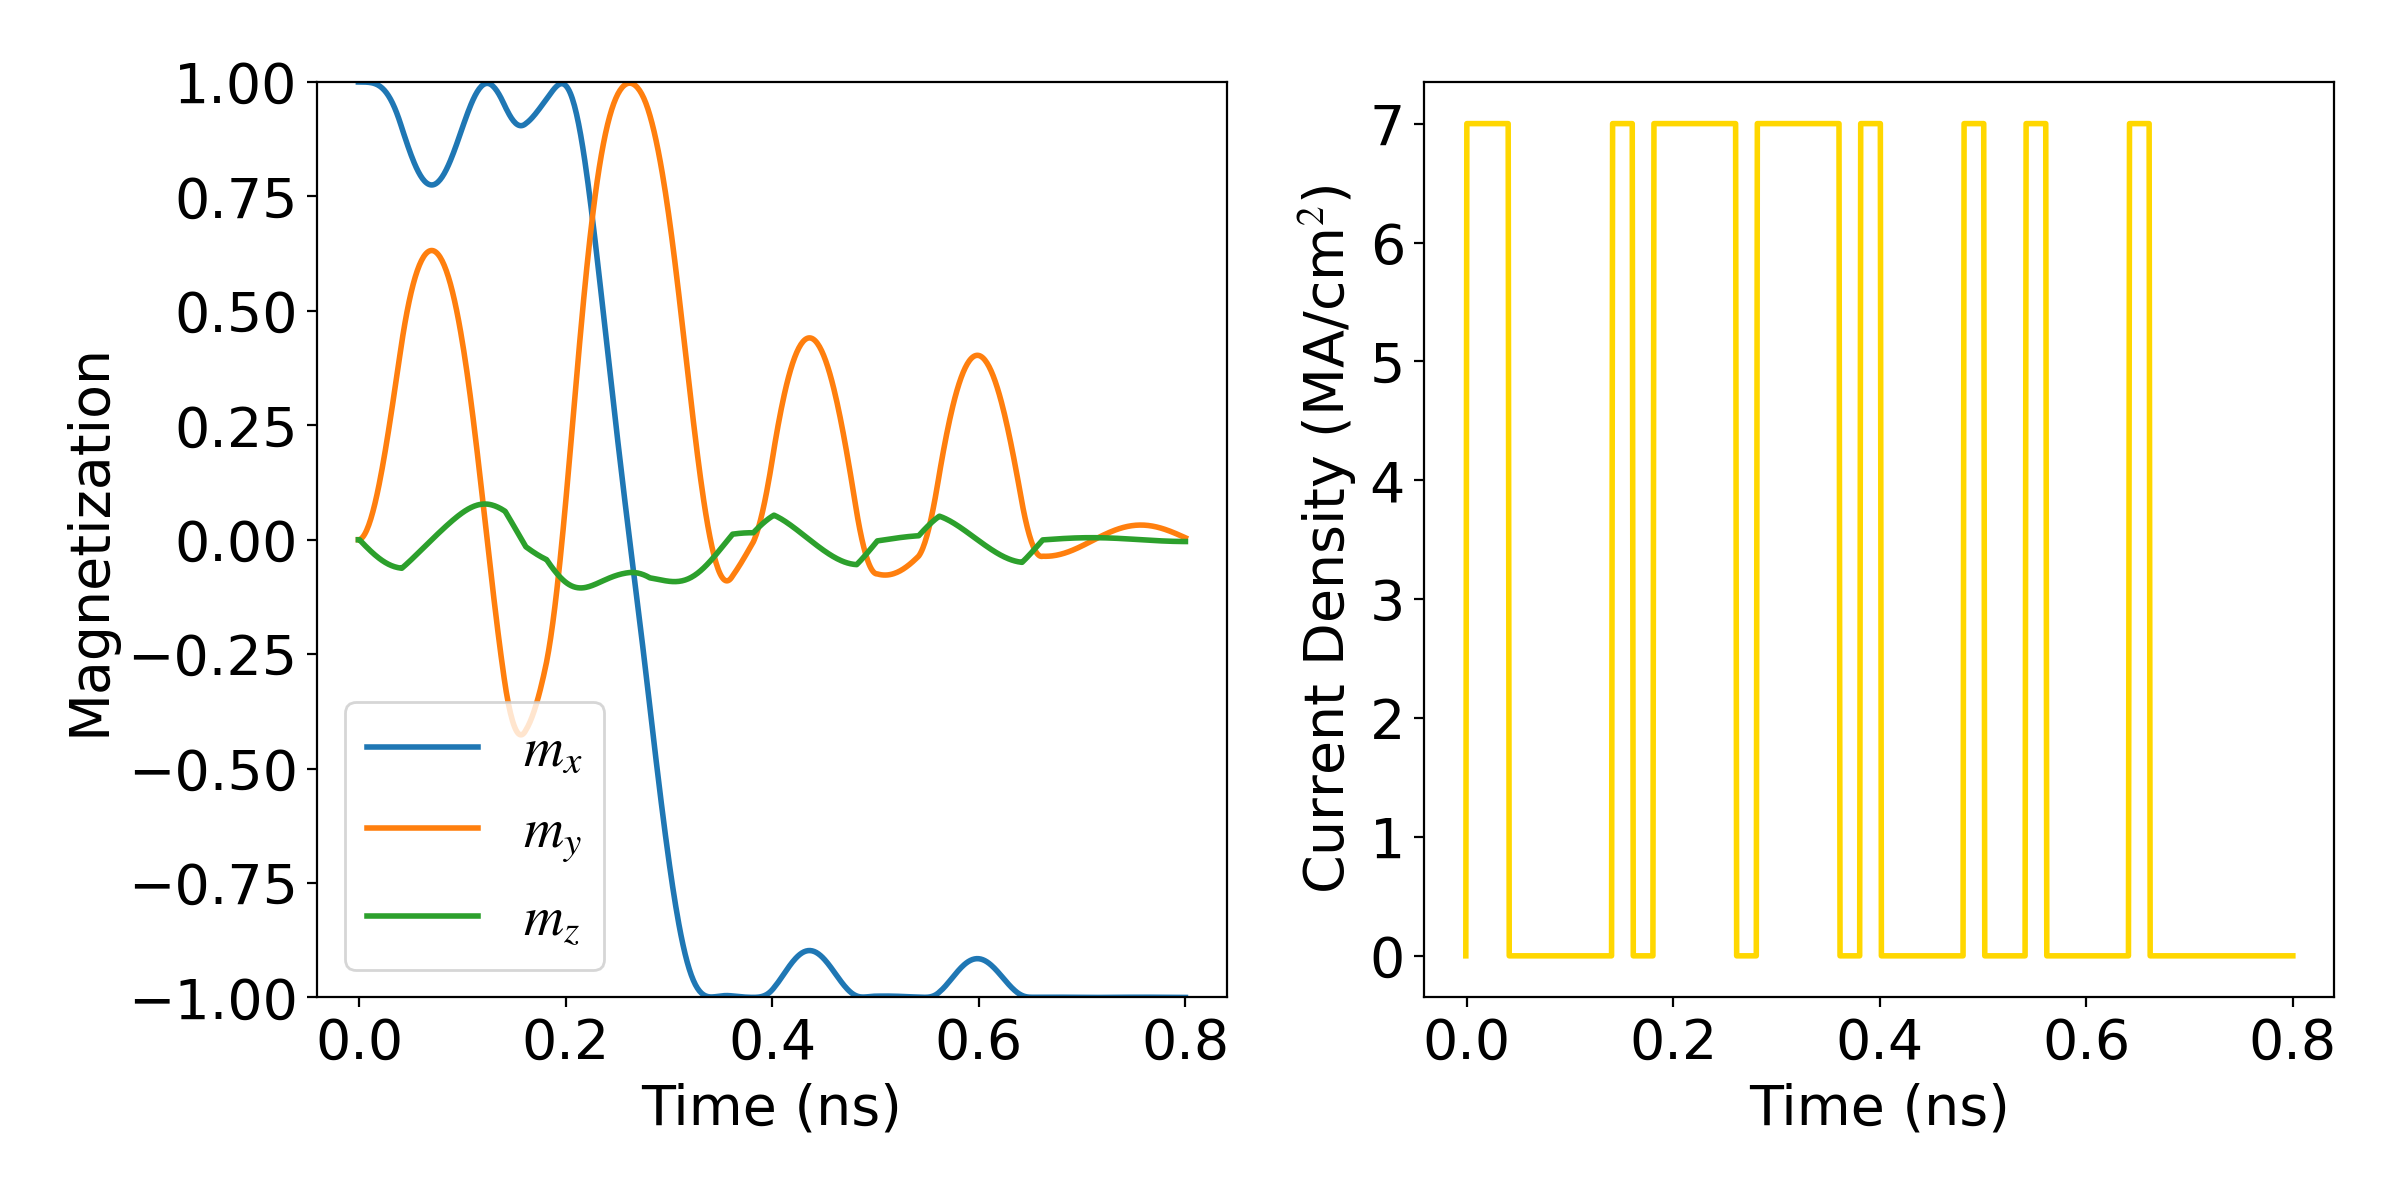 Magnetization
1.00
0.75
0.50
0.25
0.00
−0.25
−0.50
−0.75
−1.00
0.0 0.2 0.4 0.6 0.8
Time (ns)
m_x
m_y
m_z
Current Density (MA/cm²)
7
6
5
4
3
2
1
0
0.0 0.2 0.4 0.6 0.8
Time (ns)